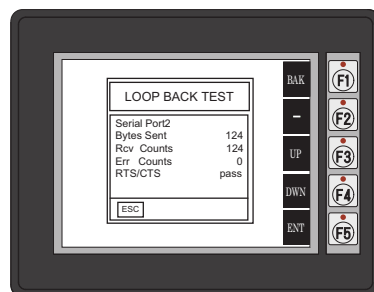 LOOP BACK TEST
Serial Port2
Bytes Sent 124
Rcv Counts 124
Err Counts 0
RTS/CTS pass
ESC
BAK
–
UP
DWN
ENT
F1
F2
F3
F4
F5